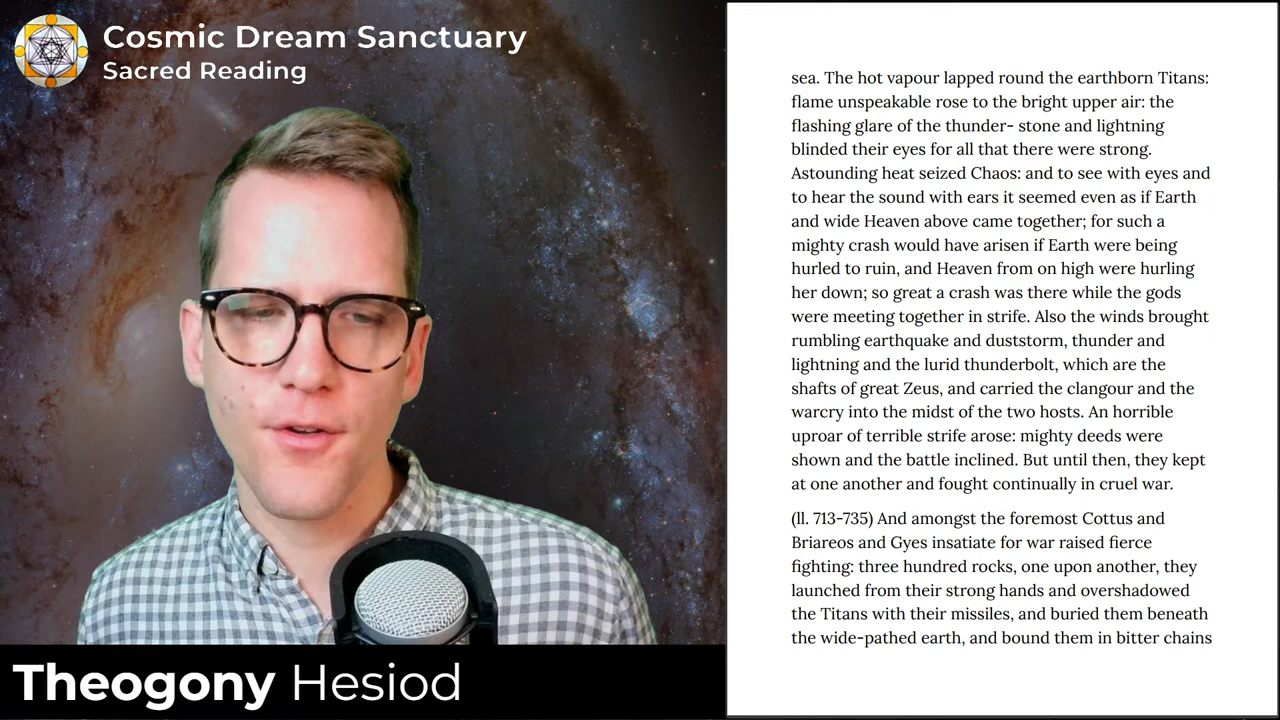 Cosmic Dream Sanctuary
Sacred Reading
sea. The hot vapour lapped round the earthborn Titans:
flame unspeakable rose to the bright upper air: the
flashing glare of the thunder- stone and lightning
blinded their eyes for all that there were strong.
Astounding heat seized Chaos: and to see with eyes and
to hear the sound with ears it seemed even as if Earth
and wide Heaven above came together; for such a
mighty crash would have arisen if Earth were being
hurled to ruin, and Heaven from on high were hurling
her down; so great a crash was there while the gods
were meeting together in strife. Also the winds brought
rumbling earthquake and duststorm, thunder and
lightning and the lurid thunderbolt, which are the
shafts of great Zeus, and carried the clangour and the
warcry into the midst of the two hosts. An horrible
uproar of terrible strife arose: mighty deeds were
shown and the battle inclined. But until then, they kept
at one another and fought continually in cruel war.
(ll. 713-735) And amongst the foremost Cottus and
Briareos and Gyes insatiate for war raised fierce
fighting: three hundred rocks, one upon another, they
launched from their strong hands and overshadowed
the Titans with their missiles, and buried them beneath
the wide-pathed earth, and bound them in bitter chains
Theogony Hesiod